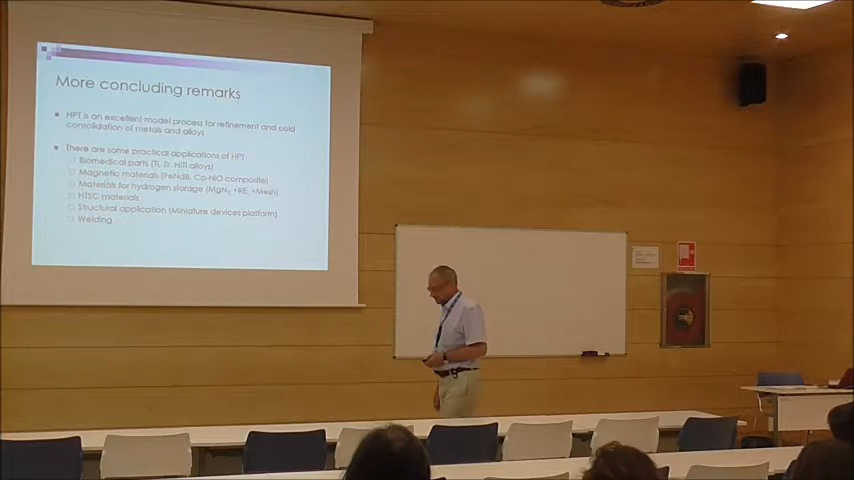 More concluding remarks
HPT is an excellent model process for refinement and cold
consolidation of metals and alloys
There are some practical applications of HPT
Biomedical parts (Ti, Zr, NiTi alloys)
Magnetic materials (FeNdB, Co-NiO composite)
Materials for hydrogen storage (MgNi, +RE, +Mesh)
HTSC materials
Structural application (Miniature devices platform)
Welding